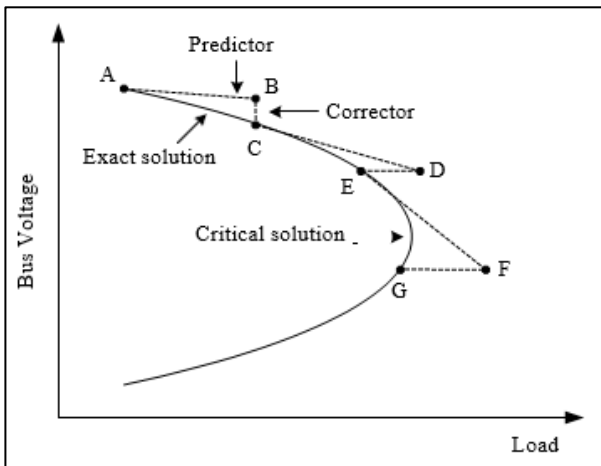 Predictor
A
B
Corrector
C
Exact solution
E
D
Critical solution
F
G
Bus Voltage
Load